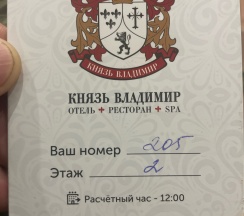 КНЯЗЬ ВЛАДИМИР
КНЯЗЬ ВЛАДИМИР
ОТЕЛЬ + РЕСТОРАН + SPA
Ваш номер 205
Этаж 2
Расчётный час - 12:00